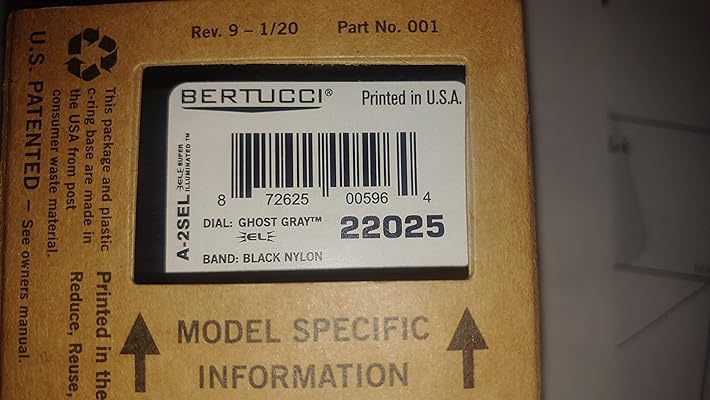 Rev. 9 – 1/20
Part No. 001
BERTUCCI®
Printed in U.S.A.
A-2SEL ƎELE SUPER ILLUMINATED™
8 72625 00596 4
DIAL: GHOST GRAY™
ƎELE
22025
BAND: BLACK NYLON
MODEL SPECIFIC
INFORMATION
This package and plastic
c-ring base are made in
the USA from post
consumer waste material.
Printed in the
Reduce, Reuse,
U.S. PATENTED – See owners manual.